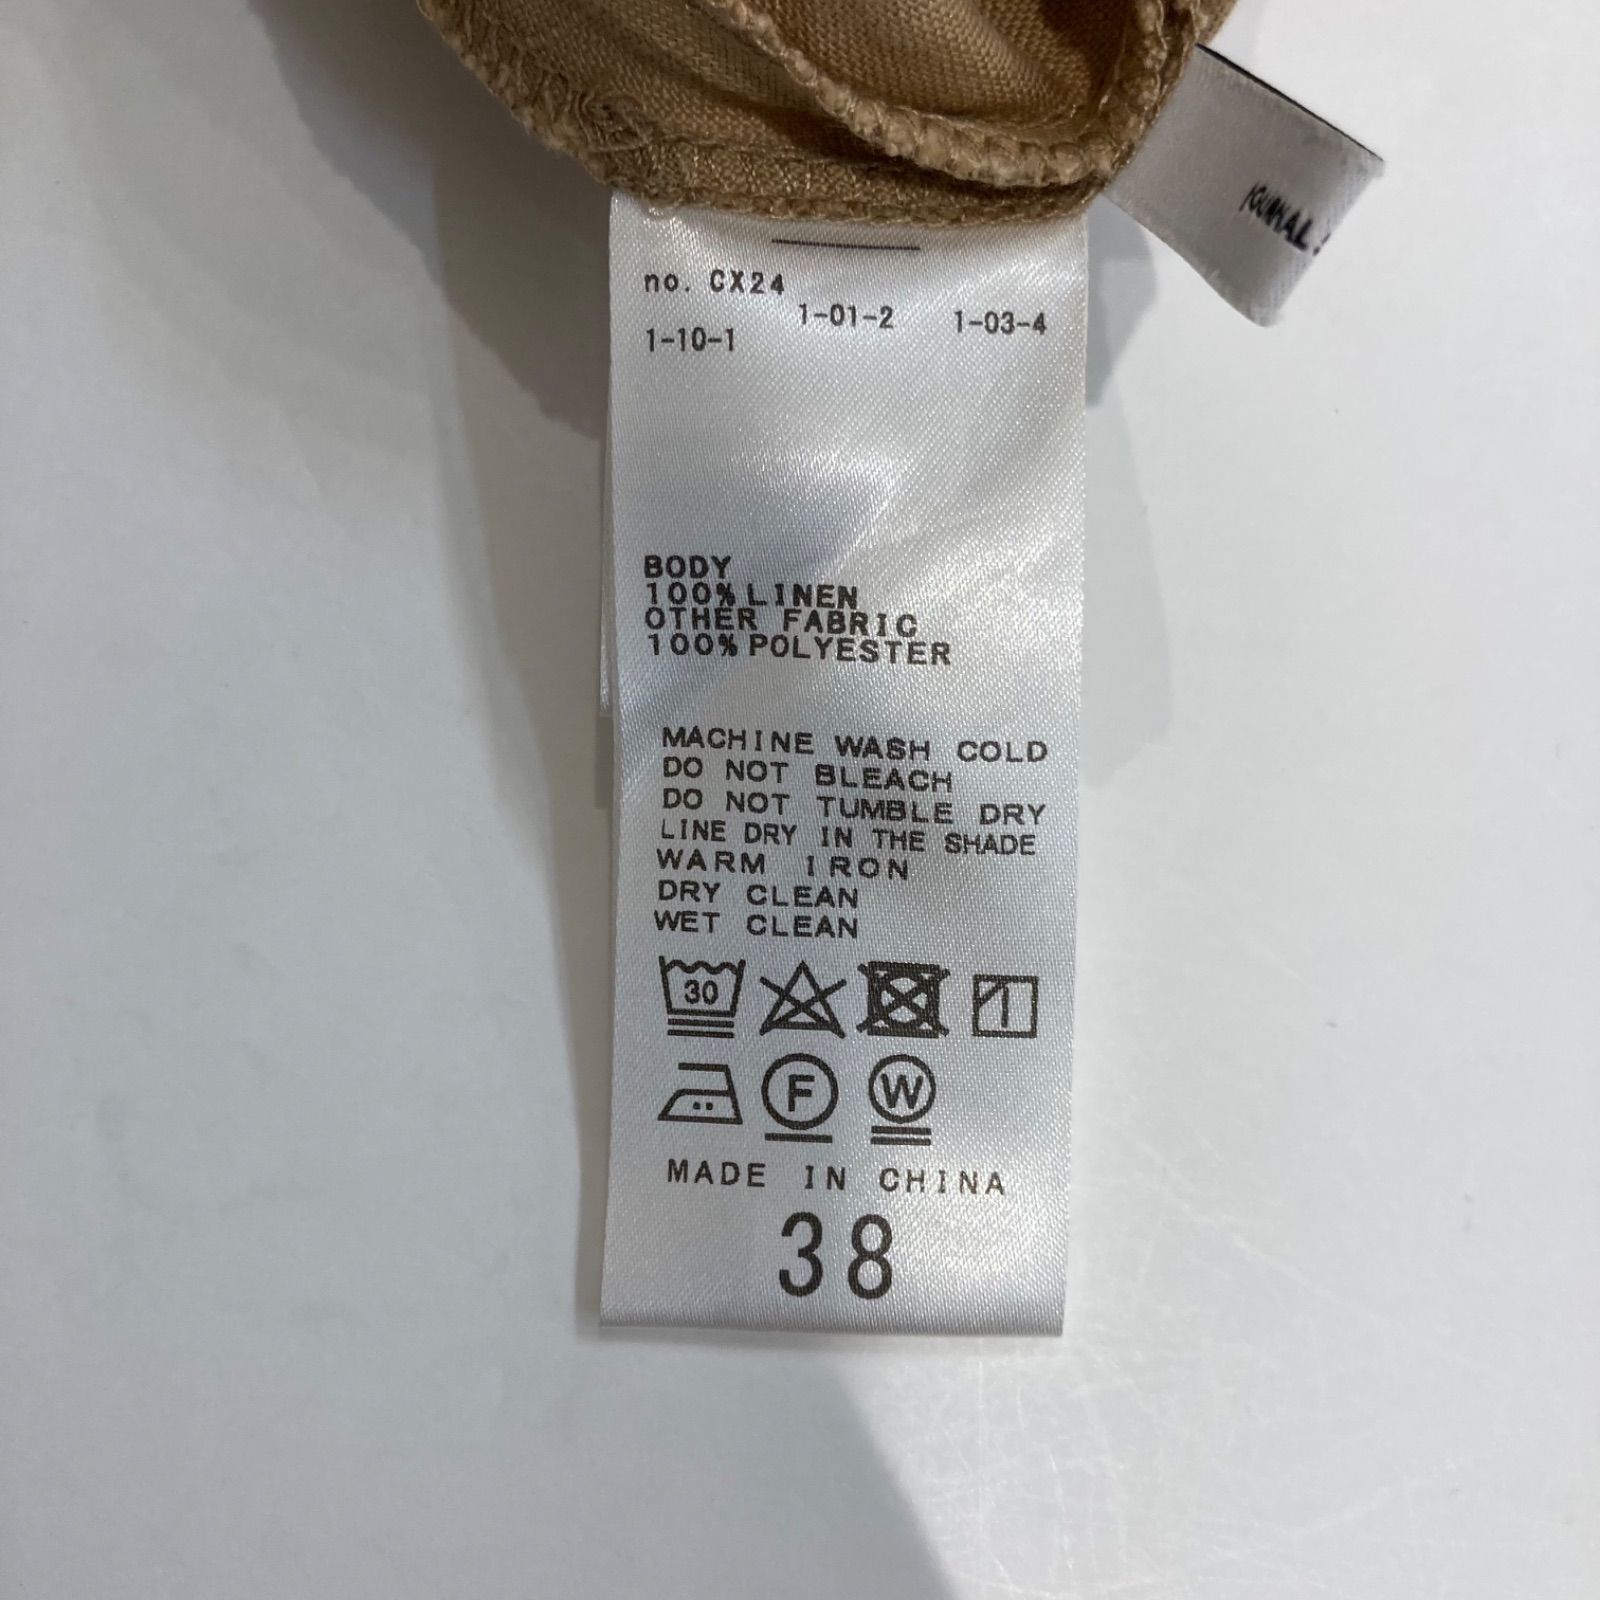 no. CX24
1-01-2 1-03-4
1-10-1
BODY
100%LINEN
OTHER FABRIC
100%POLYESTER
MACHINE WASH COLD
DO NOT BLEACH
DO NOT TUMBLE DRY
LINE DRY IN THE SHADE
WARM IRON
DRY CLEAN
WET CLEAN
30
F W
MADE IN CHINA
38